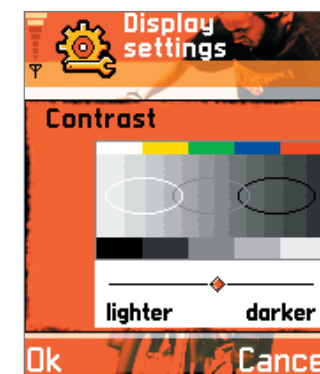 Display
settings
Contrast
lighter darker
Ok Cance